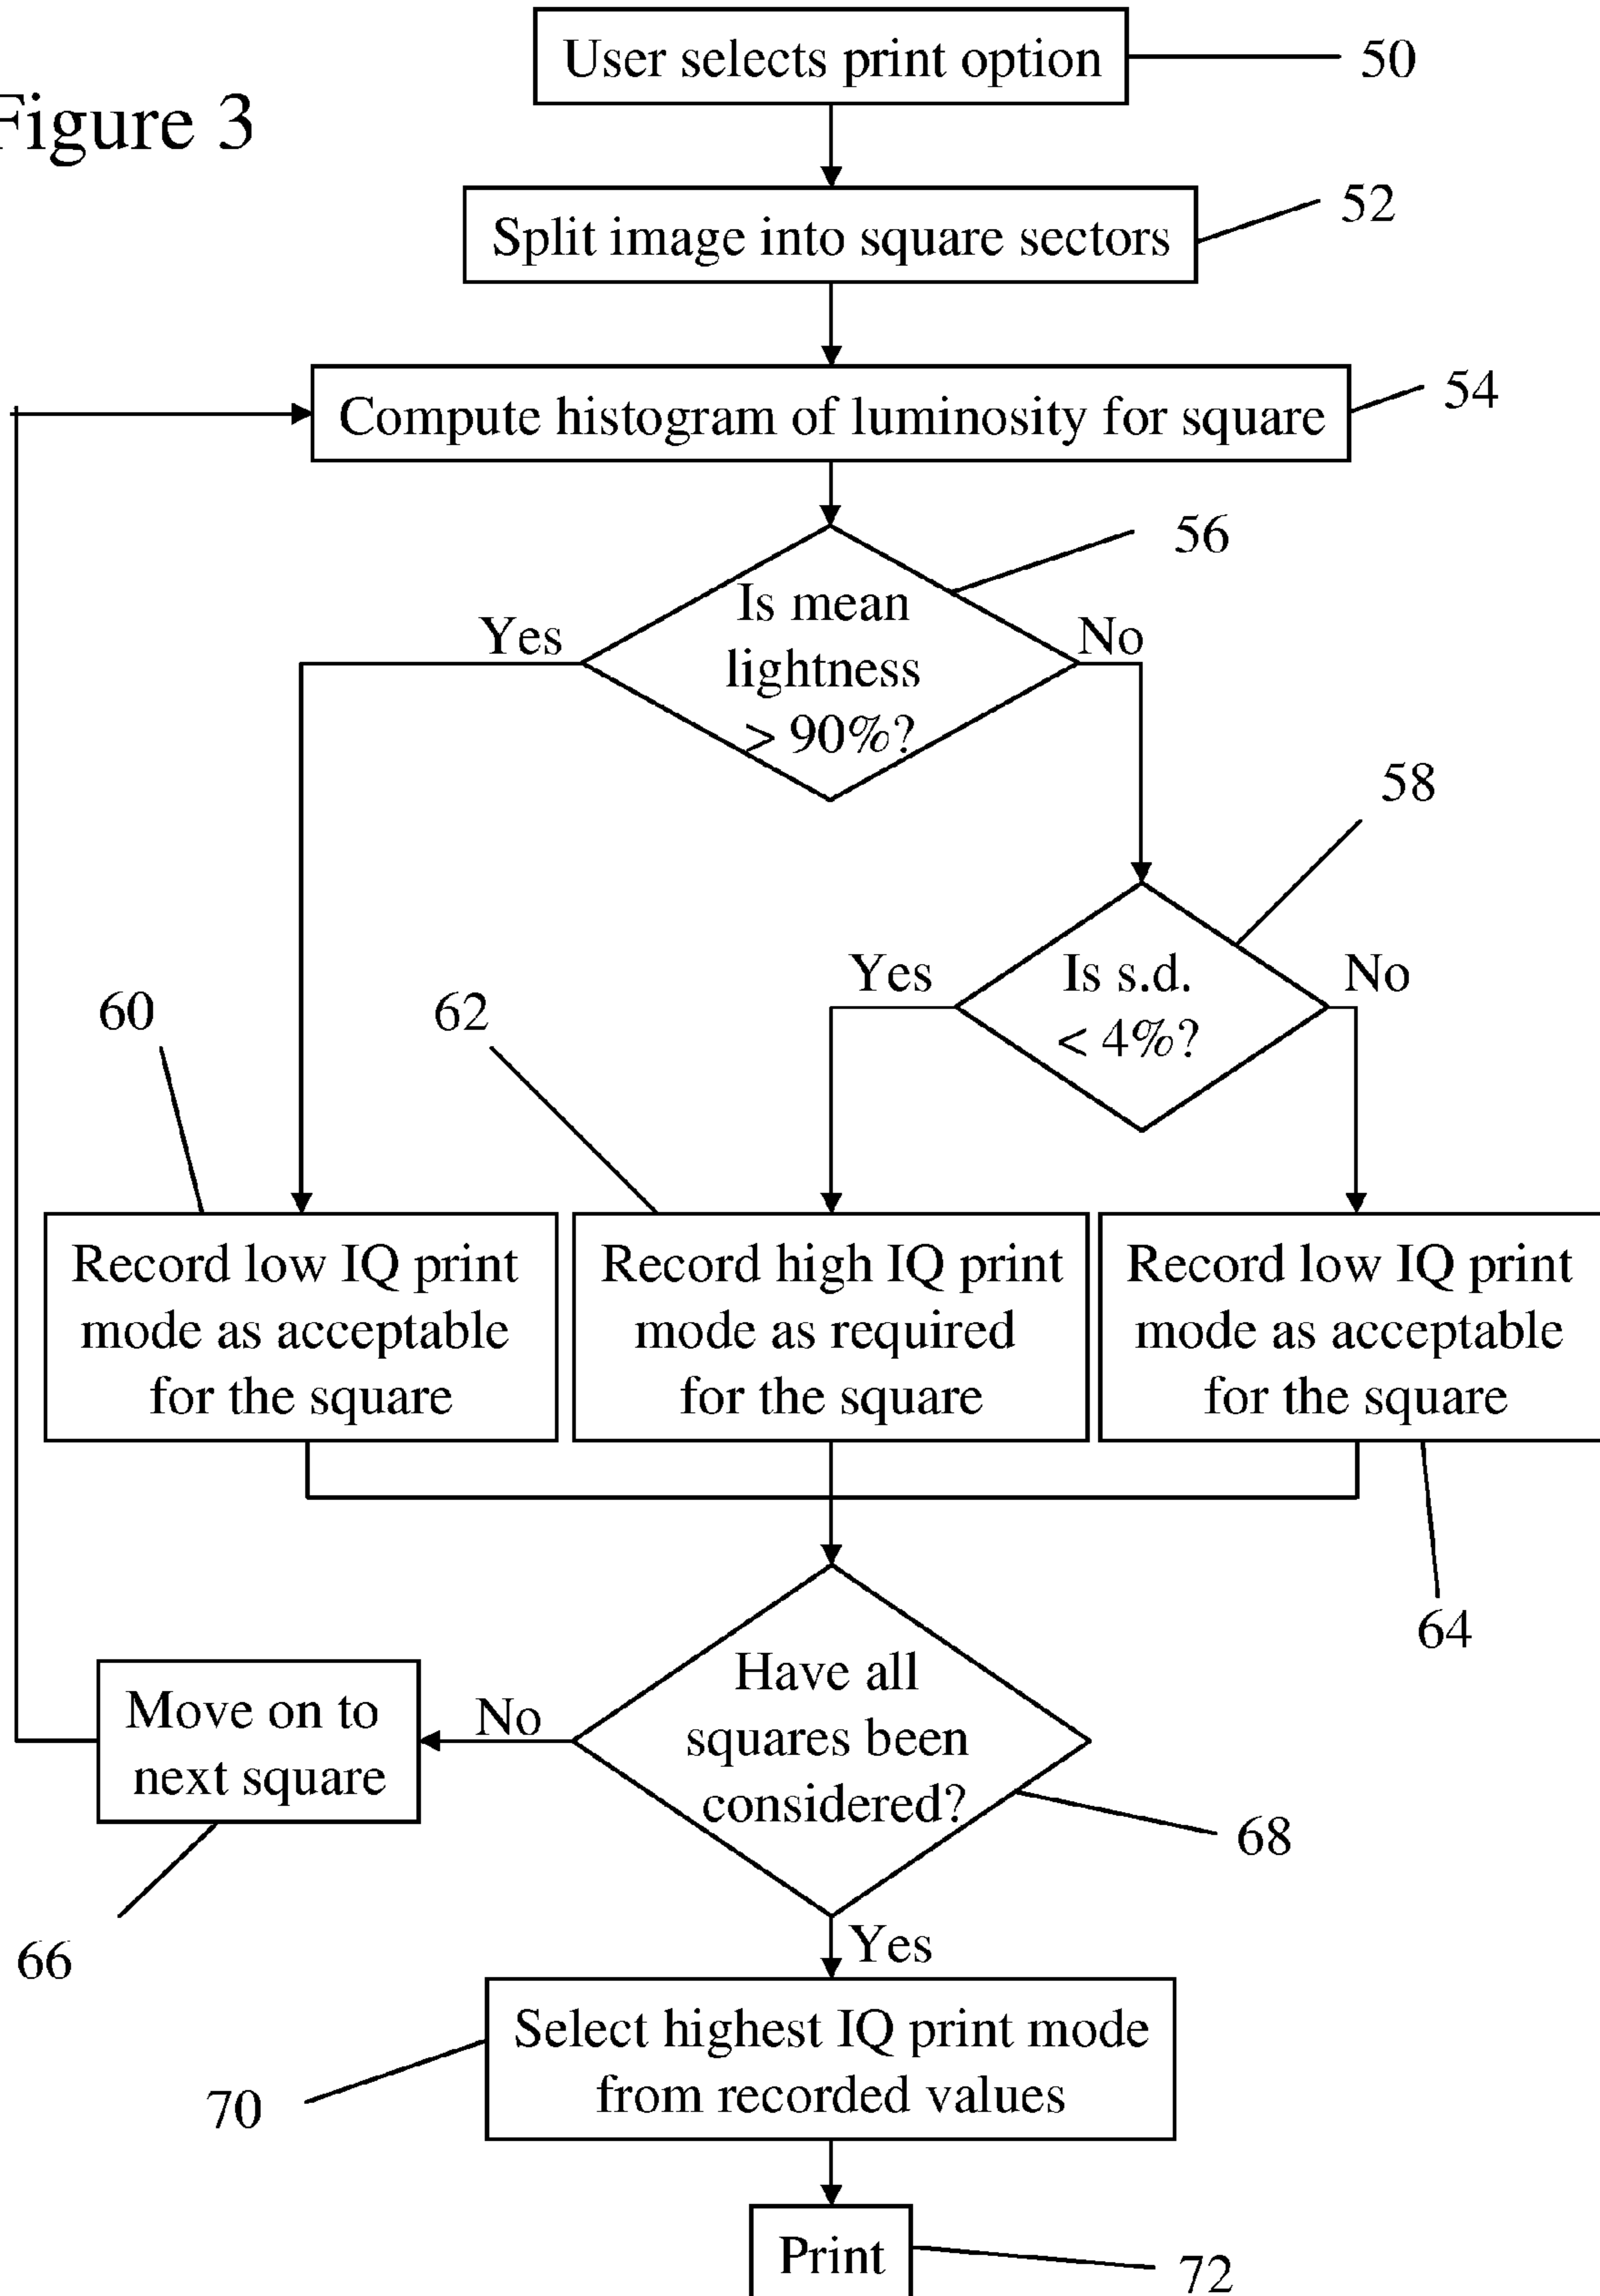 User selects print option
50
Figure 3
52
Split image into square sectors
54
Compute histogram of luminosity for square
56
Is mean
lightness
> 90%?
Yes
No
58
Is s.d.
< 4%?
Yes
No
60
62
Record low IQ print
mode as acceptable
for the square
Record high IQ print
mode as required
for the square
Record low IQ print
mode as acceptable
for the square
64
Have all
squares been
considered?
No
Move on to
next square
68
66
Yes
Select highest IQ print mode
from recorded values
70
Print
72